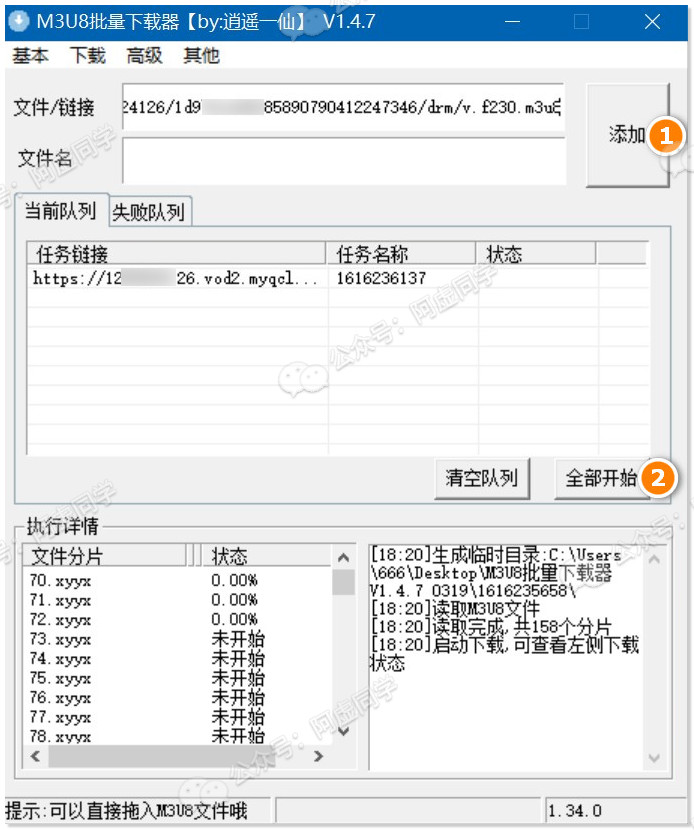 M3U8批量下载器【by:逍遥一仙】 V1.4.7
基本 下载 高级 其他
文件/链接 24126/1d9 85890790412247346/drm/v.f230.m3u
添加 1
文件名
当前队列 失败队列
任务链接 任务名称 状态
https://12 26.vod2.myqcl... 1616236137
公众号：阿虚同学
清空队列 全部开始 2
执行详情
文件分片 状态
70.xyyx 0.00%
71.xyyx 0.00%
72.xyyx 0.00%
73.xyyx 未开始
74.xyyx 未开始
75.xyyx 未开始
76.xyyx 未开始
77.xyyx 未开始
78.xyyx 未开始
[18:20]生成临时目录:C:\Users
\666\Desktop\M3U8批量下载器
V1.4.7 0319\1616235658\
[18:20]读取M3U8文件
[18:20]读取完成,共158个分片
[18:20]启动下载,可查看左侧下载
状态
公众号：阿虚同学
提示:可以直接拖入M3U8文件哦
1.34.0